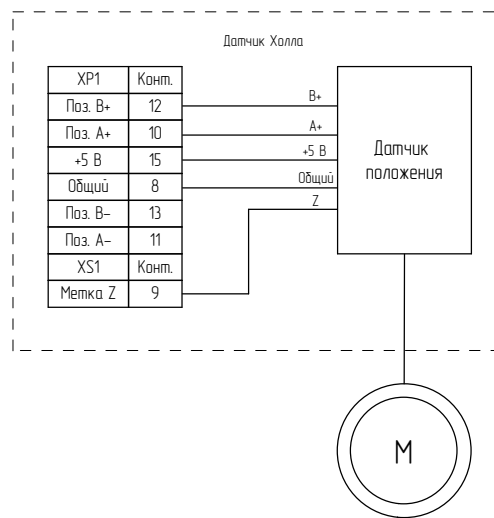 Датчик Холла
XP1 Конт.
Поз. B+ 12
Поз. A+ 10
+5 В 15
Общий 8
Поз. B– 13
Поз. A– 11
XS1 Конт.
Метка Z 9
B+
A+
+5 В
Общий
Z
Датчик
положения
M